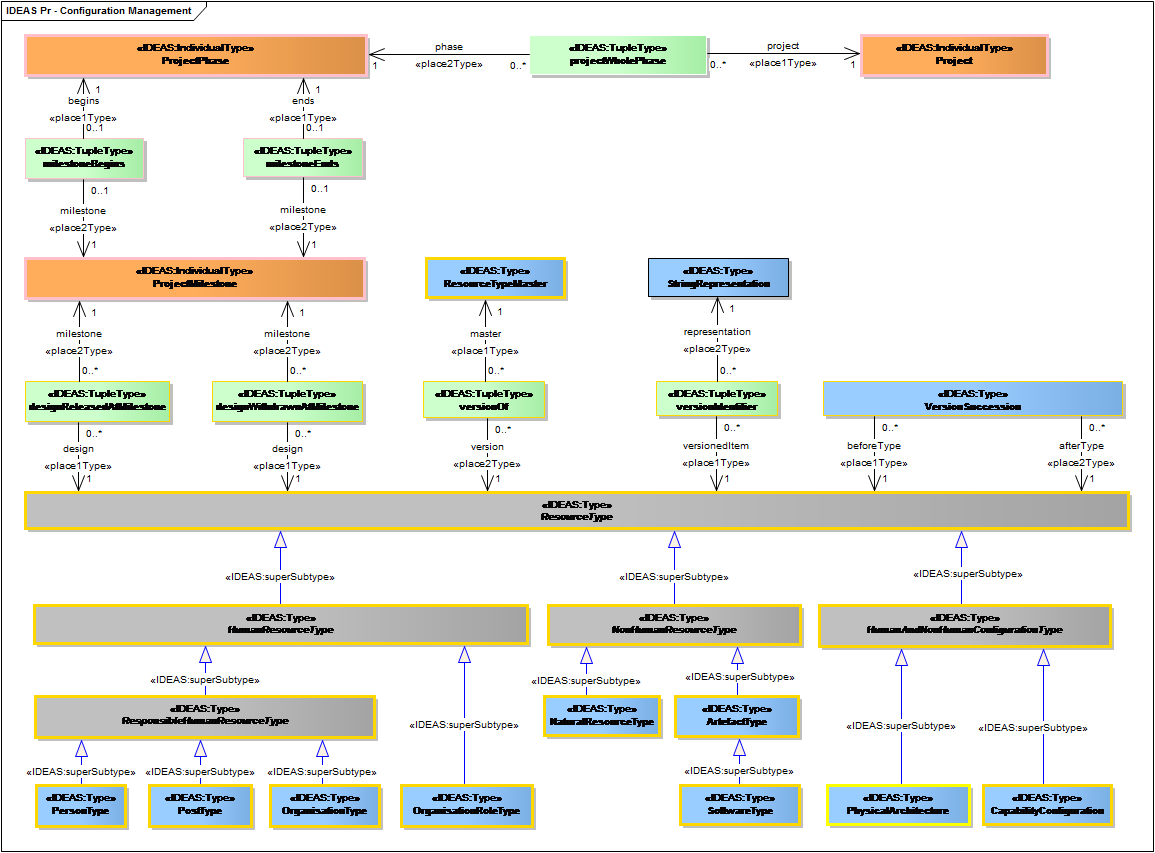 IDEAS Pr - Configuration Management
«IDEAS:IndividualType»
ProjectPhase
phase
«place2Type»
1
0..*
«IDEAS:TupleType»
projectWholePhase
project
«place1Type»
0..*
1
«IDEAS:IndividualType»
Project
1
begins
«place1Type»
0..1
1
ends
«place1Type»
0..1
«IDEAS:TupleType»
milestoneBegins
«IDEAS:TupleType»
milestoneEnds
0..1
milestone
«place2Type»
1
0..1
milestone
«place2Type»
1
«IDEAS:IndividualType»
ProjectMilestone
«IDEAS:Type»
ResourceTypeMaster
«IDEAS:Type»
StringRepresentation
1
milestone
«place2Type»
0..*
1
milestone
«place2Type»
0..*
1
master
«place1Type»
0..*
1
representation
«place2Type»
0..*
«IDEAS:TupleType»
designReleasedAtMilestone
«IDEAS:TupleType»
designWithdrawnAtMilestone
«IDEAS:TupleType»
versionOf
«IDEAS:TupleType»
versionIdentifier
«IDEAS:Type»
VersionSuccession
0..*
design
«place1Type»
1
0..*
design
«place1Type»
1
0..*
version
«place2Type»
1
0..*
versionedItem
«place1Type»
1
0..*
beforeType
«place1Type»
1
0..*
afterType
«place2Type»
1
«IDEAS:Type»
ResourceType
«IDEAS:superSubtype»
«IDEAS:superSubtype»
«IDEAS:superSubtype»
«IDEAS:Type»
HumanResourceType
«IDEAS:Type»
NonHumanResourceType
«IDEAS:Type»
HumanAndNonHumanConfigurationType
«IDEAS:superSubtype»
«IDEAS:superSubtype»
«IDEAS:superSubtype»
«IDEAS:superSubtype»
«IDEAS:superSubtype»
«IDEAS:superSubtype»
«IDEAS:Type»
ResponsibleHumanResourceType
«IDEAS:Type»
NaturalResourceType
«IDEAS:Type»
ArtefactType
«IDEAS:superSubtype»
«IDEAS:superSubtype»
«IDEAS:superSubtype»
«IDEAS:superSubtype»
«IDEAS:Type»
PersonType
«IDEAS:Type»
PostType
«IDEAS:Type»
OrganisationType
«IDEAS:Type»
OrganisationRoleType
«IDEAS:Type»
SoftwareType
«IDEAS:Type»
PhysicalArchitecture
«IDEAS:Type»
CapabilityConfiguration